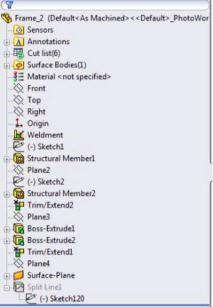 Frame_2 (Default<As Machined><<Default>_PhotoWor
Sensors
Annotations
Cut list(6)
Surface Bodies(1)
Material <not specified>
Front
Top
Right
Origin
Weldment
(-) Sketch1
Structural Member1
Plane2
(-) Sketch2
Structural Member2
Trim/Extend2
Plane3
Boss-Extrude1
Boss-Extrude2
Trim/Extend1
Plane4
Surface-Plane
Split Line1
(-) Sketch120